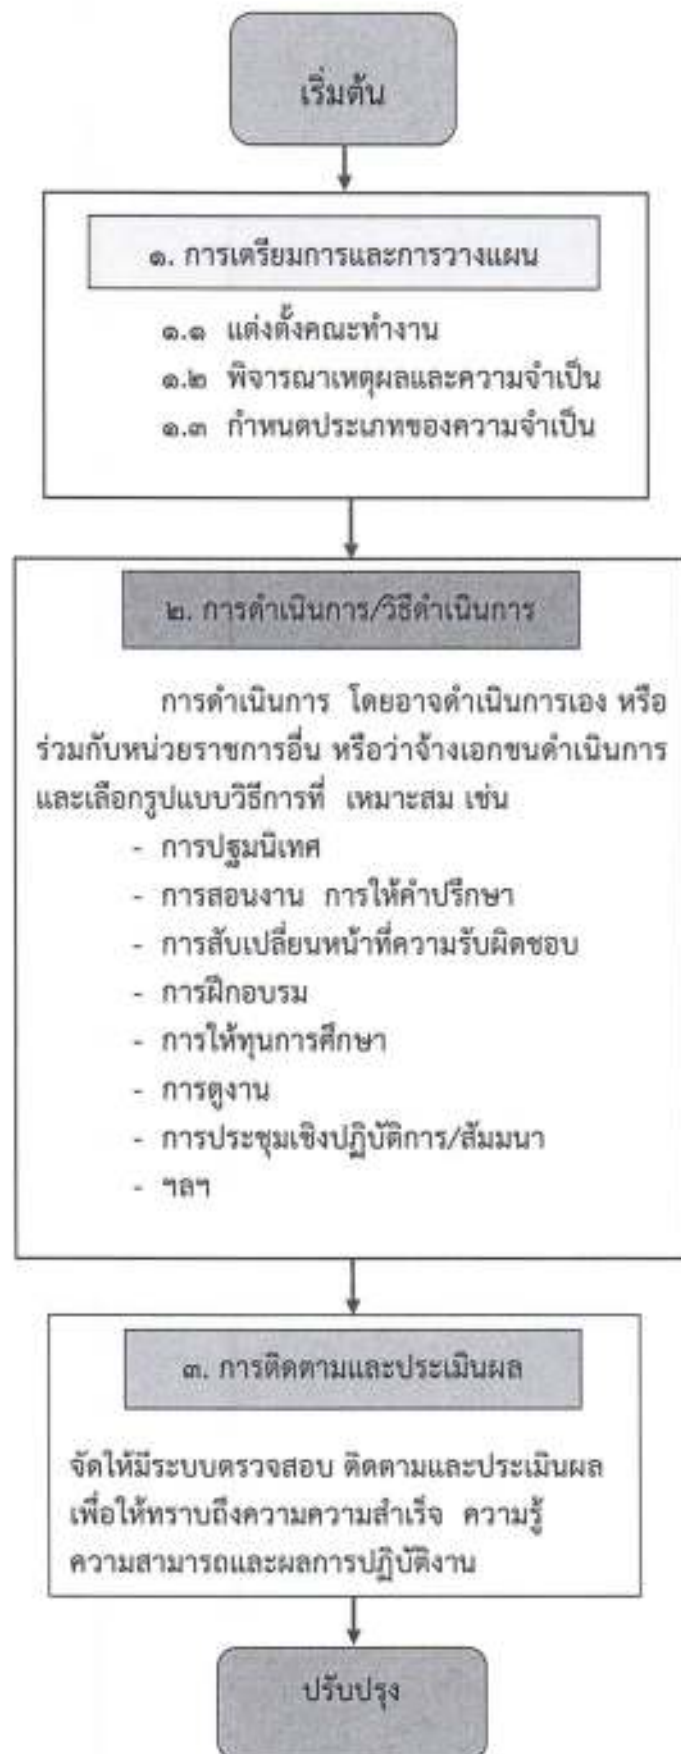 เริ่มต้น
๑. การเตรียมการและการวางแผน
๑.๑ แต่งตั้งคณะทำงาน
๑.๒ พิจารณาเหตุผลและความจำเป็น
๑.๓ กำหนดประเภทของความจำเป็น
๒. การดำเนินการ/วิธีดำเนินการ
การดำเนินการ โดยอาจดำเนินการเอง หรือ
ร่วมกับหน่วยราชการอื่น หรือว่าจ้างเอกชนดำเนินการ
และเลือกรูปแบบวิธีการที่ เหมาะสม เช่น
- การปฐมนิเทศ
- การสอนงาน การให้คำปรึกษา
- การสับเปลี่ยนหน้าที่ความรับผิดชอบ
- การฝึกอบรม
- การให้ทุนการศึกษา
- การดูงาน
- การประชุมเชิงปฏิบัติการ/สัมมนา
- ฯลฯ
๓. การติดตามและประเมินผล
จัดให้มีระบบตรวจสอบ ติดตามและประเมินผล
เพื่อให้ทราบถึงความความสำเร็จ ความรู้
ความสามารถและผลการปฏิบัติงาน
ปรับปรุง